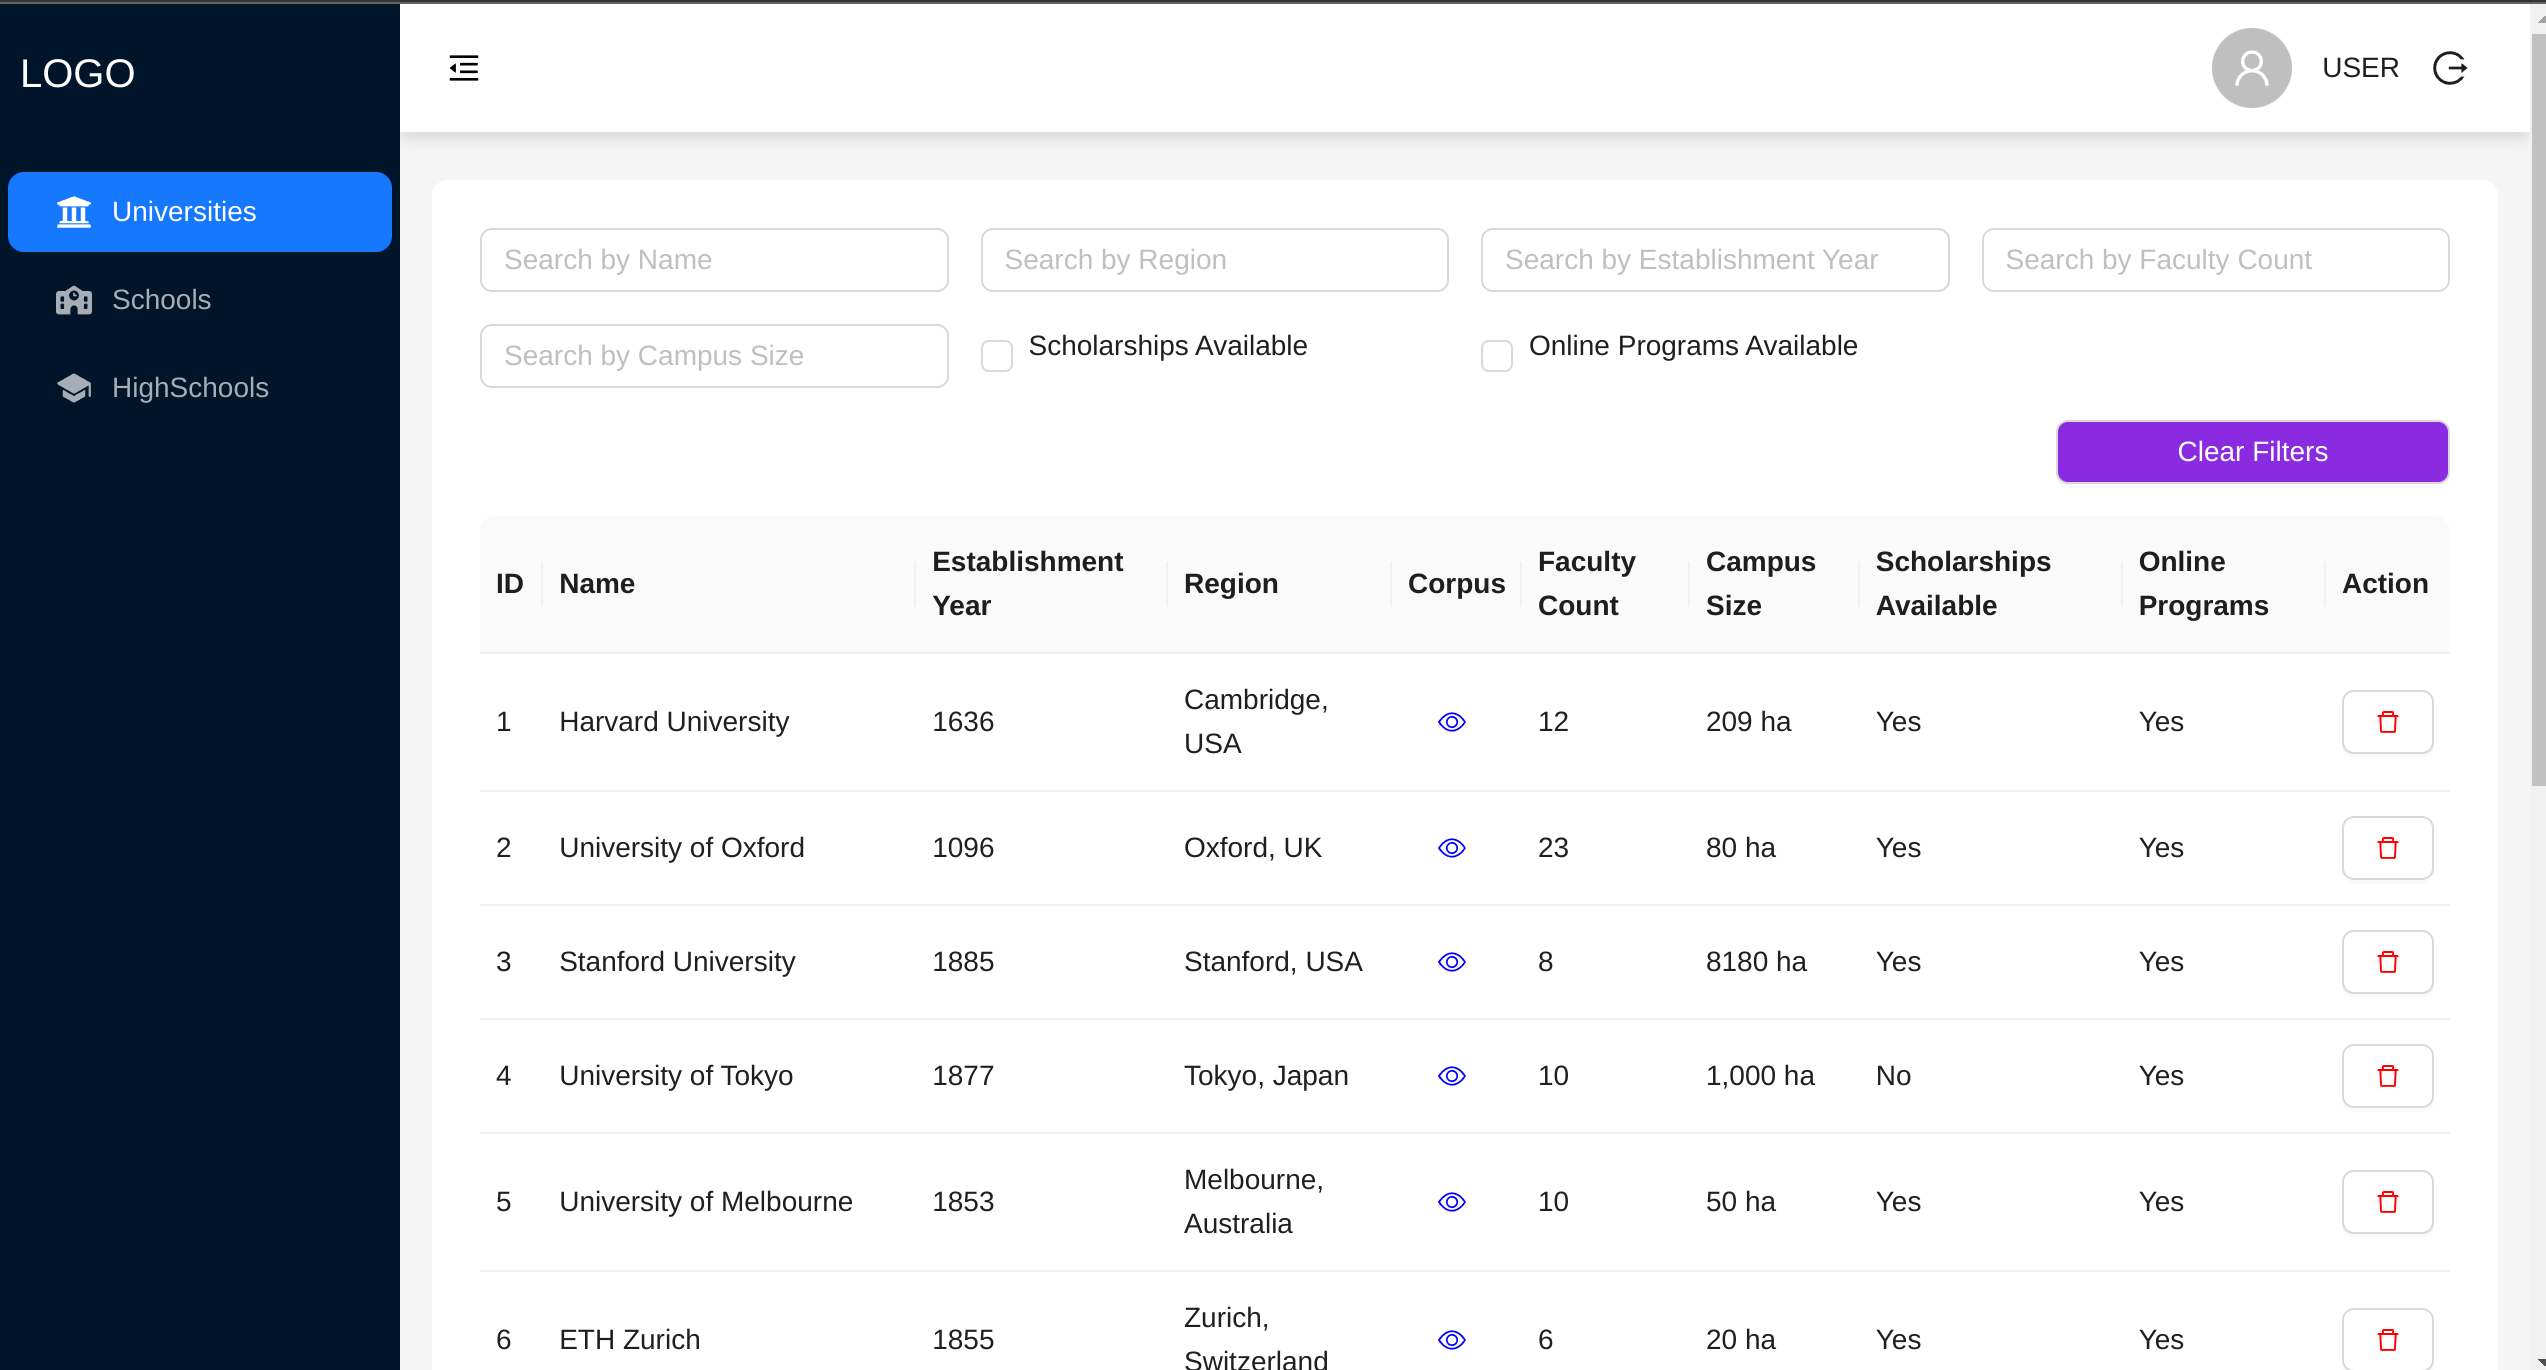 LOGO
USER
Universities
Schools
HighSchools
Search by Name
Search by Region
Search by Establishment Year
Search by Faculty Count
Search by Campus Size
Scholarships Available
Online Programs Available
Clear Filters
ID Name Establishment Year Region Corpus Faculty Count Campus Size Scholarships Available Online Programs Action
1 Harvard University 1636 Cambridge, USA 12 209 ha Yes Yes
2 University of Oxford 1096 Oxford, UK 23 80 ha Yes Yes
3 Stanford University 1885 Stanford, USA 8 8180 ha Yes Yes
4 University of Tokyo 1877 Tokyo, Japan 10 1,000 ha No Yes
5 University of Melbourne 1853 Melbourne, Australia 10 50 ha Yes Yes
6 ETH Zurich 1855 Zurich, Switzerland 6 20 ha Yes Yes